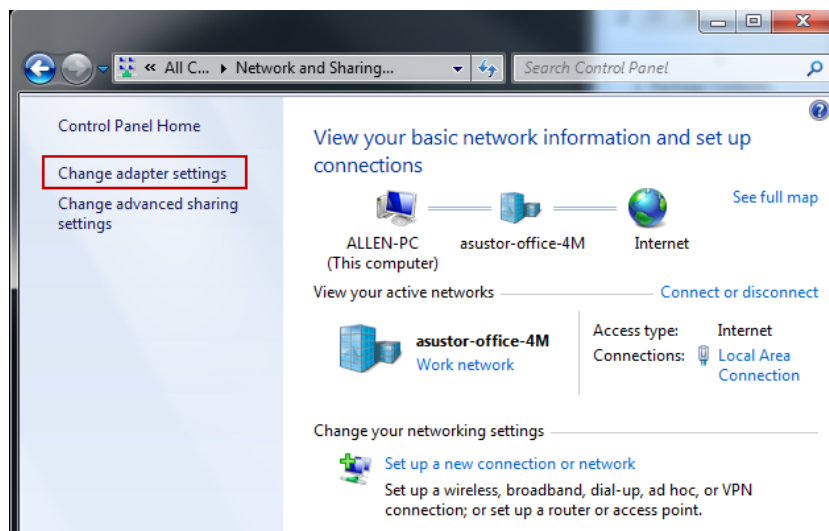 « All C... ▸ Network and Sharing...
Search Control Panel
Control Panel Home
Change adapter settings
Change advanced sharing
settings
View your basic network information and set up
connections
See full map
ALLEN-PC
(This computer)
asustor-office-4M
Internet
View your active networks
Connect or disconnect
asustor-office-4M
Work network
Access type: Internet
Connections: Local Area
Connection
Change your networking settings
Set up a new connection or network
Set up a wireless, broadband, dial-up, ad hoc, or VPN
connection; or set up a router or access point.